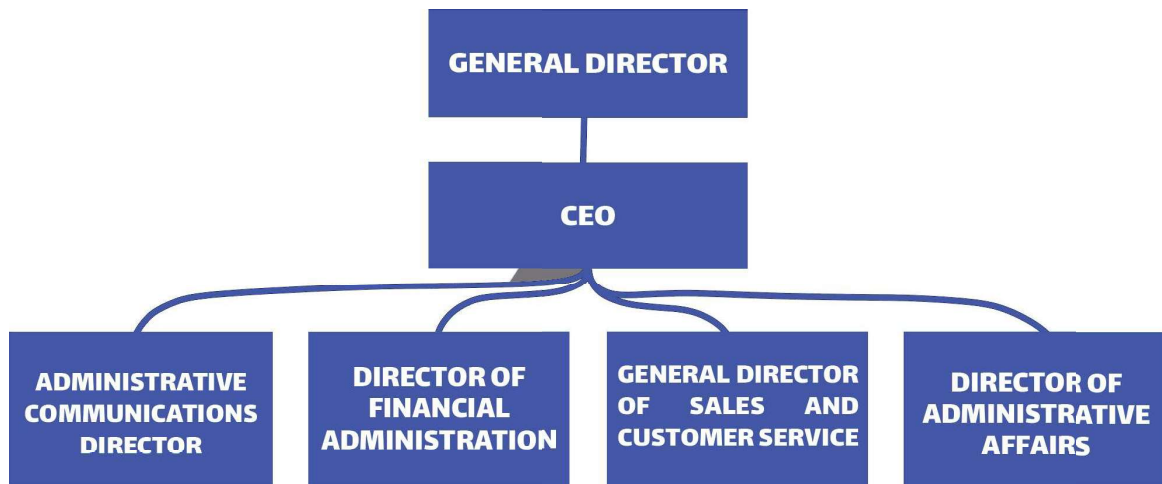 GENERAL DIRECTOR
CEO
ADMINISTRATIVE
COMMUNICATIONS
DIRECTOR
DIRECTOR OF
FINANCIAL
ADMINISTRATION
GENERAL DIRECTOR
OF SALES AND
CUSTOMER SERVICE
DIRECTOR OF
ADMINISTRATIVE
AFFAIRS